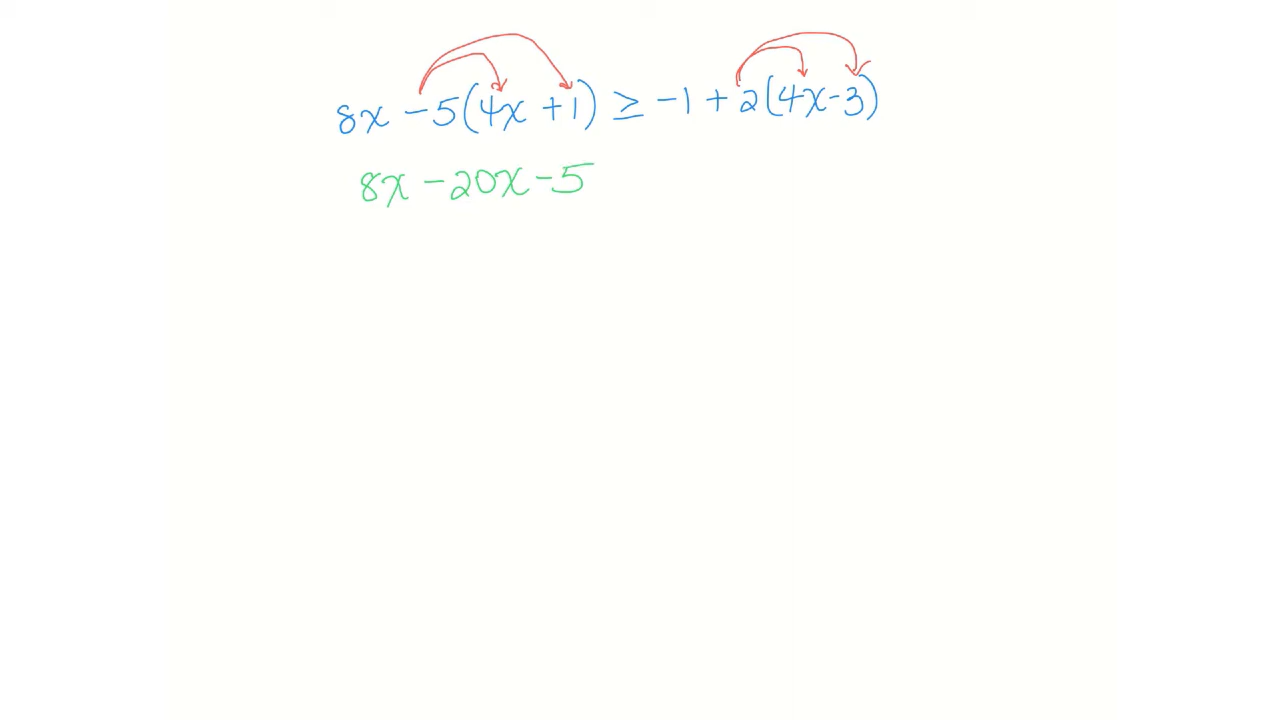 8x - 5(4x + 1) ≥ -1 + 2(4x - 3)
8x - 20x - 5